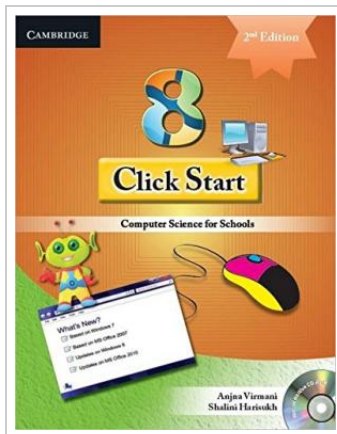 CAMBRIDGE
2nd Edition
8
Click Start
Computer Science for Schools
What's New?
Based on Windows 7
Based on MS Office 2007
Updates on Windows 8
Updates on MS Office 2010
Anjna Virmani
Shalini Harisukh